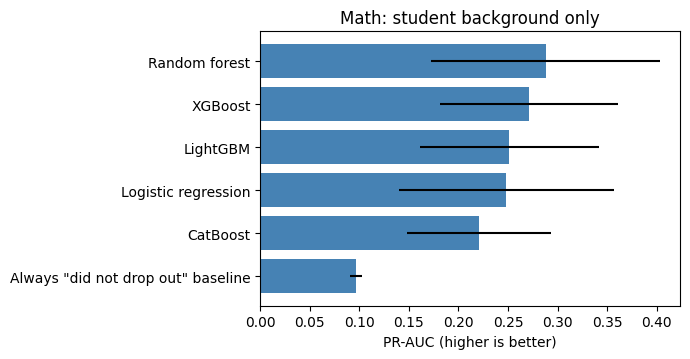 Math: student background only
Random forest
XGBoost
LightGBM
Logistic regression
CatBoost
Always "did not drop out" baseline
0.00 0.05 0.10 0.15 0.20 0.25 0.30 0.35 0.40
PR-AUC (higher is better)